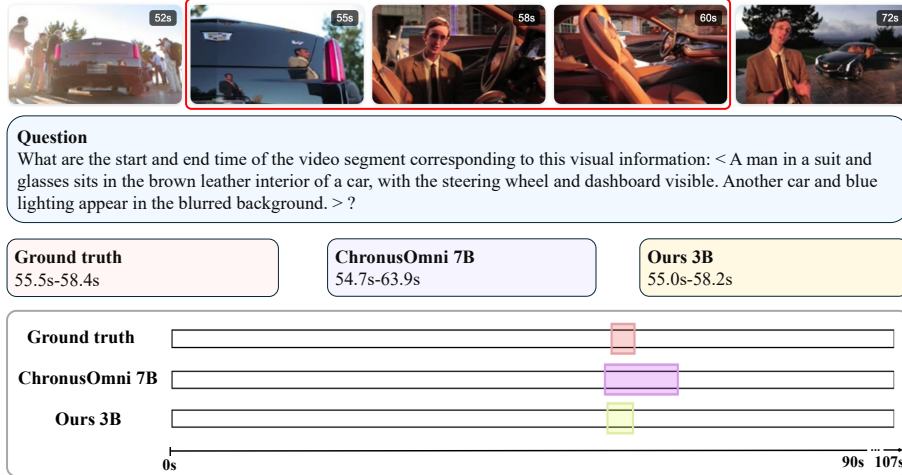 52s
55s
58s
60s
72s
Question
What are the start and end time of the video segment corresponding to this visual information: < A man in a suit and
glasses sits in the brown leather interior of a car, with the steering wheel and dashboard visible. Another car and blue
lighting appear in the blurred background. > ?
Ground truth
55.5s-58.4s
ChronusOmni 7B
54.7s-63.9s
Ours 3B
55.0s-58.2s
Ground truth
ChronusOmni 7B
Ours 3B
0s
90s ... 107s